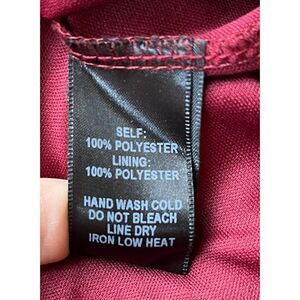 SELF:
100% POLYESTER
LINING:
100% POLYESTER
HAND WASH COLD
DO NOT BLEACH
LINE DRY
IRON LOW HEAT